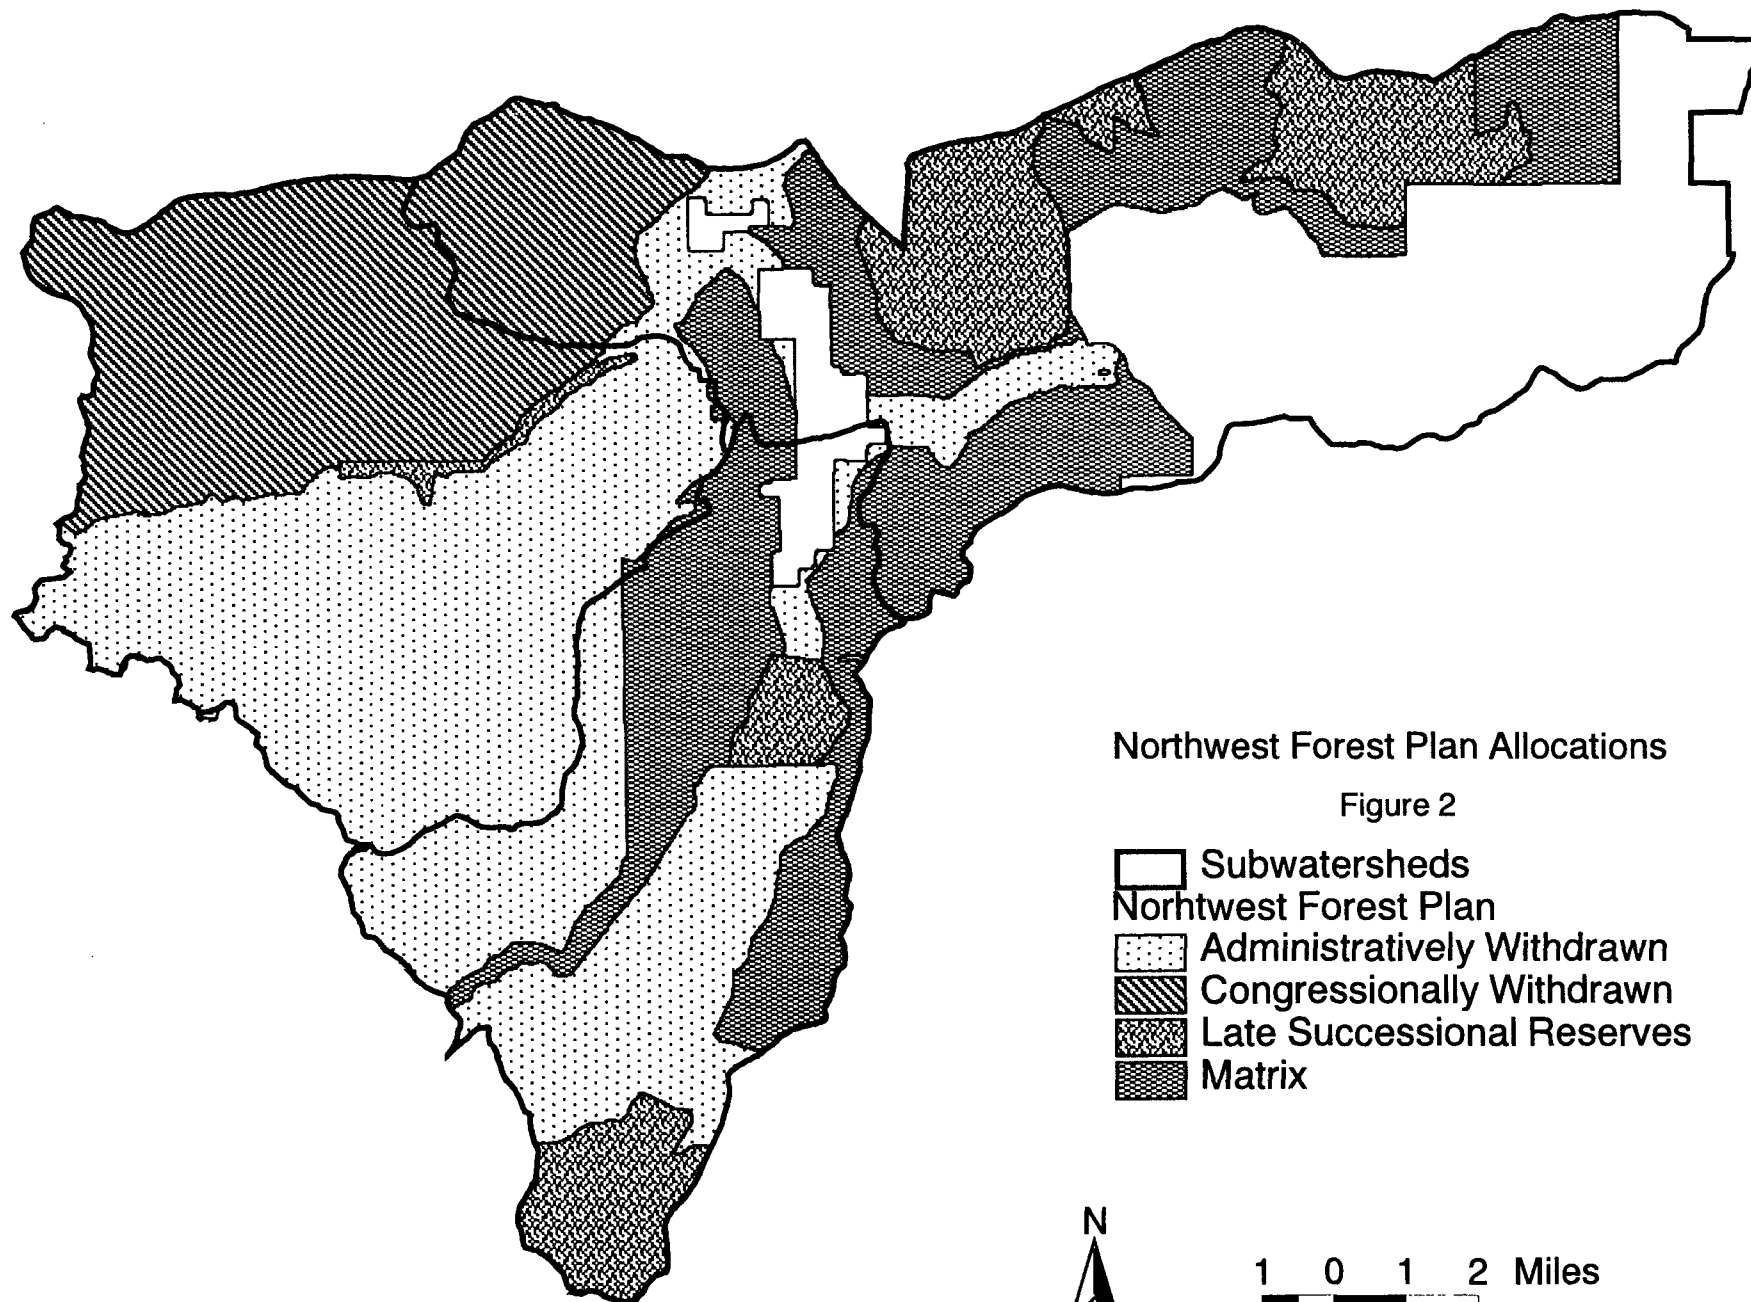 Northwest Forest Plan Allocations
Figure 2
Subwatersheds
Norhtwest Forest Plan
Administratively Withdrawn
Congressionally Withdrawn
Late Successional Reserves
Matrix
N
1 0 1 2 Miles